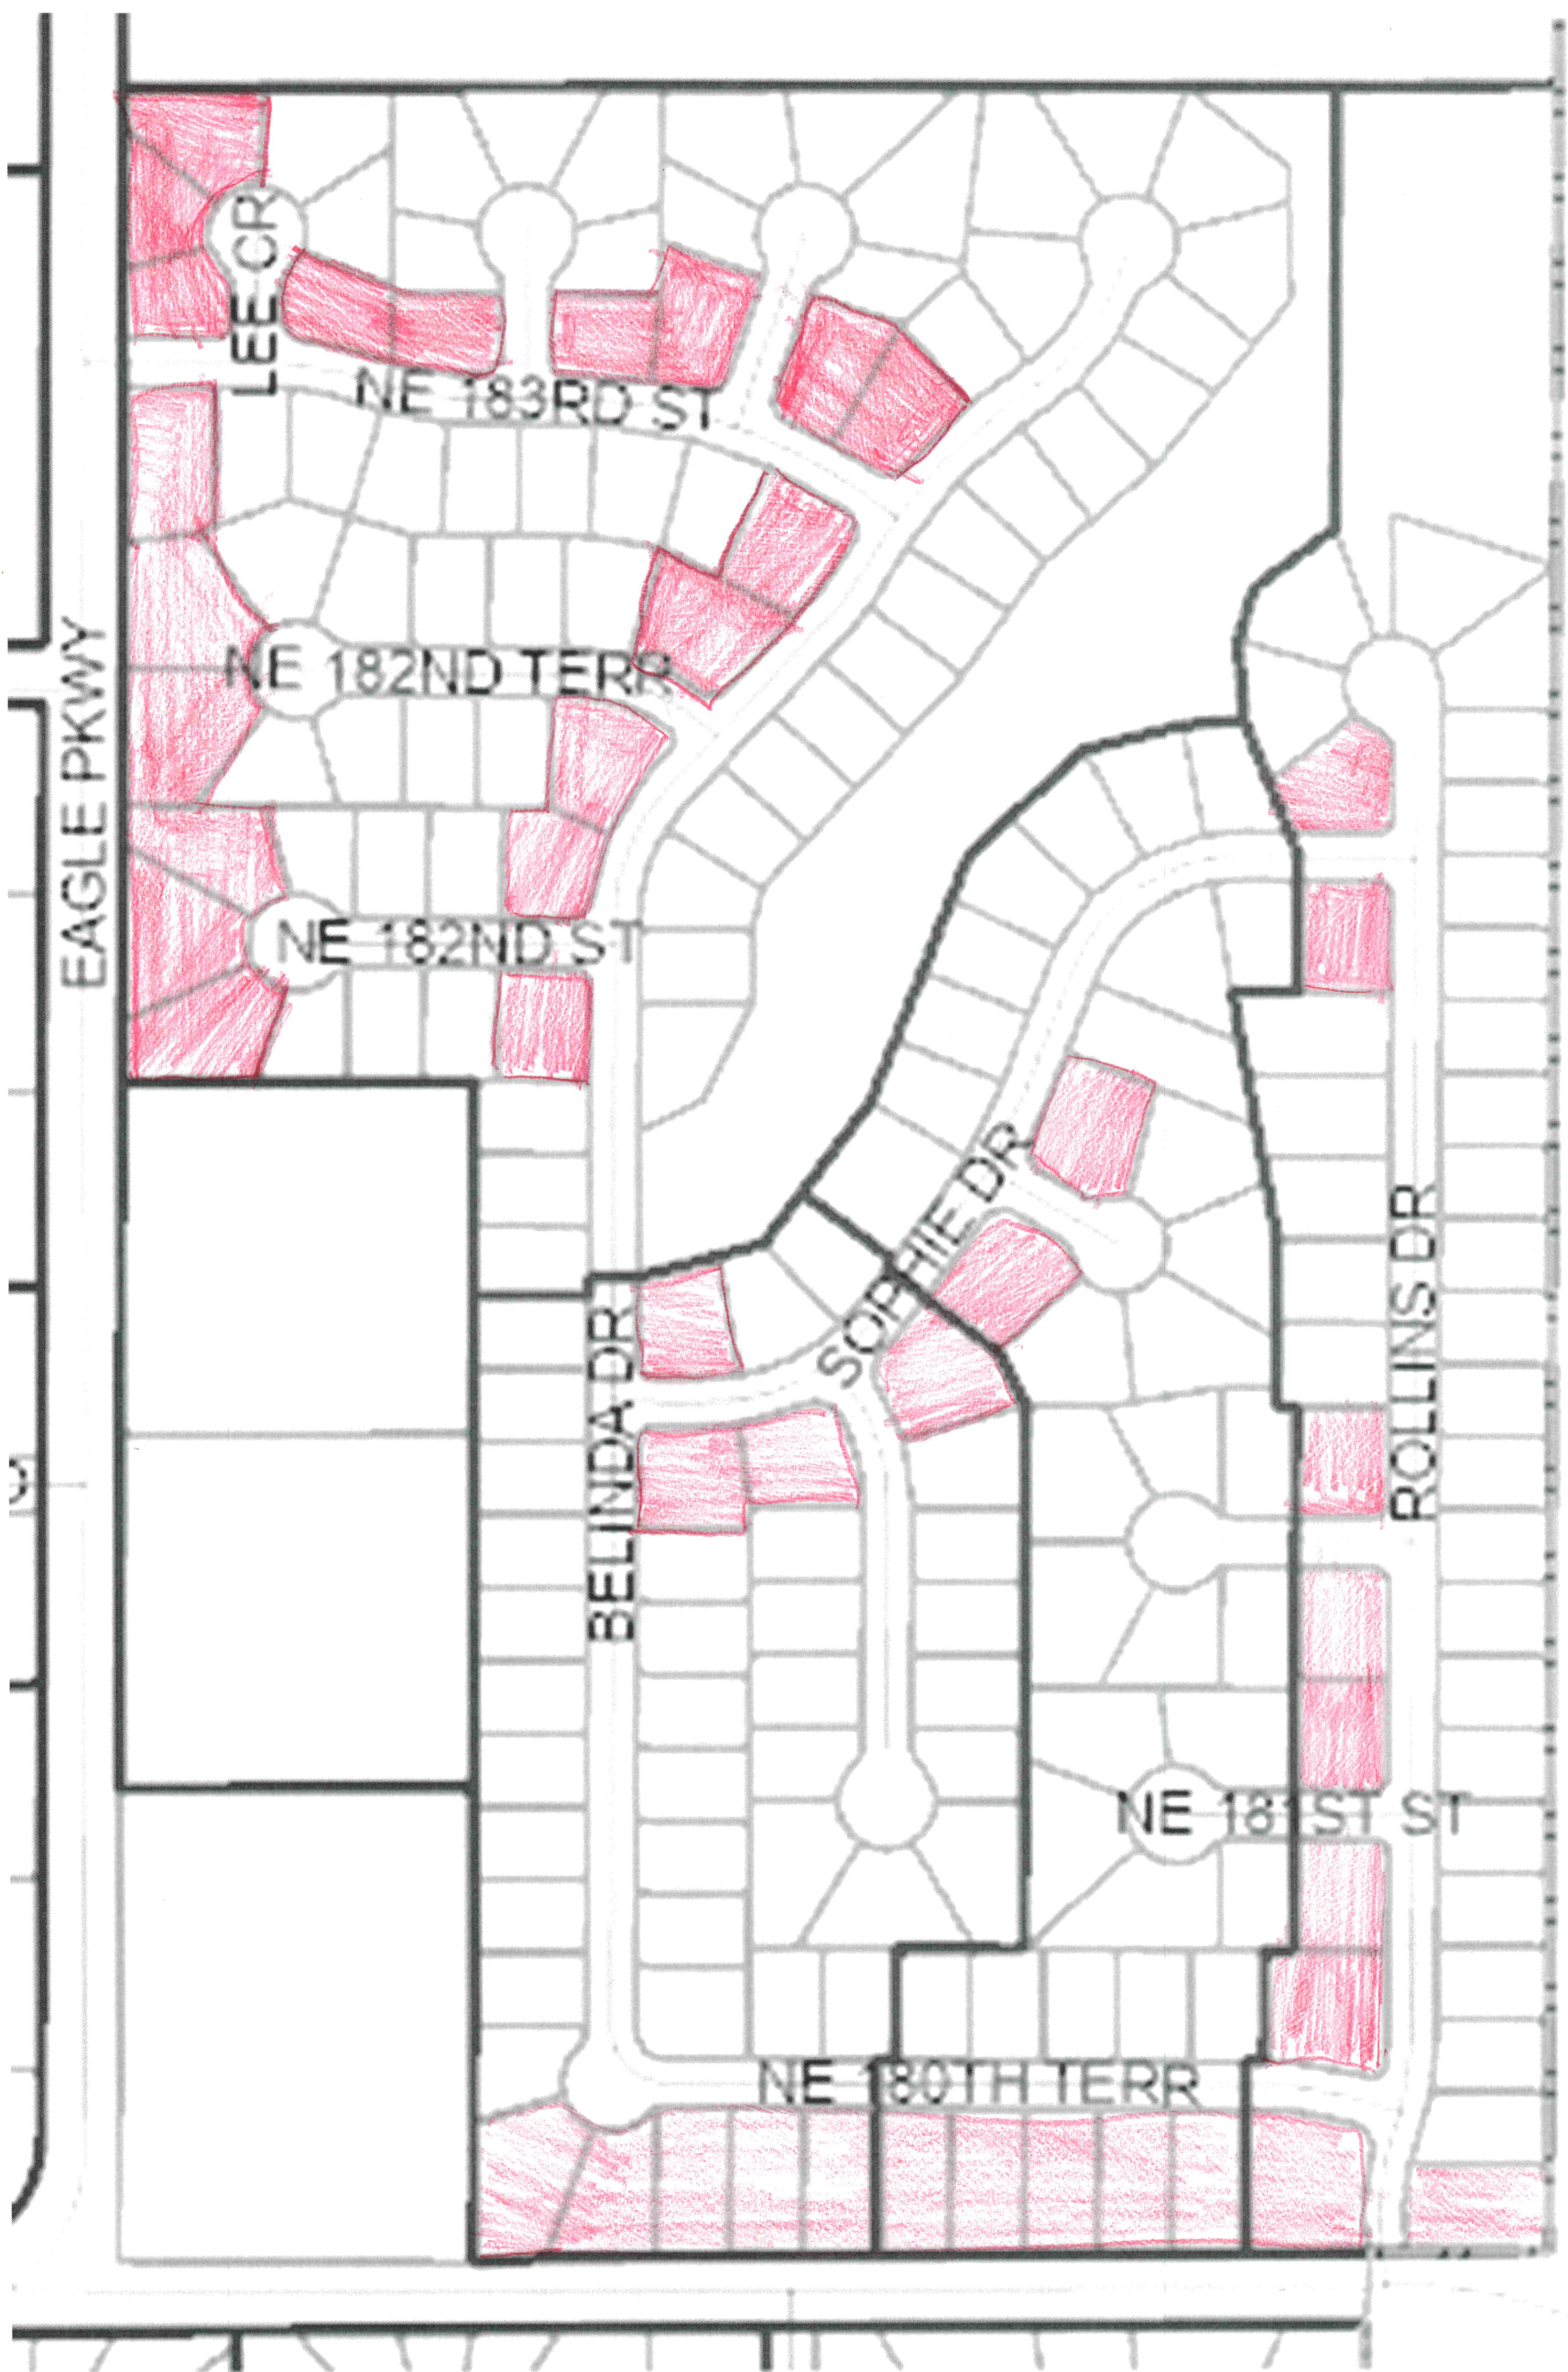 LEE CR
NE 183RD ST
EAGLE PKWY
NE 182ND TERR
NE 182ND ST
SOPHIE DR
ROLLINS DR
BELINDA DR
NE 181ST ST
NE 180TH TERR